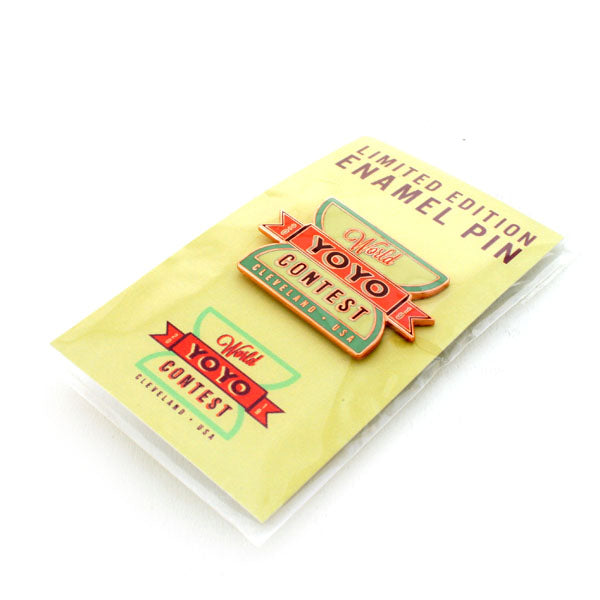 LIMITED EDITION
ENAMEL PIN
World
YOYO
CONTEST
CLEVELAND • USA
World
YOYO
CONTEST
CLEVELAND • USA